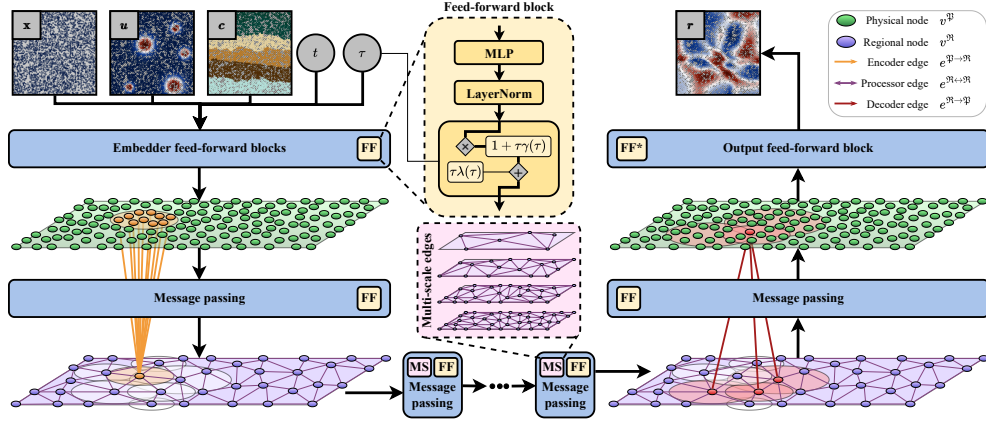 x
u
c
t
τ
Feed-forward block
MLP
LayerNorm
×
1 + τγ(τ)
τλ(τ)
+
r
Physical node v^𝔓
Regional node v^ℜ
Encoder edge e^𝔓→ℜ
Processor edge e^ℜ↔ℜ
Decoder edge e^ℜ→𝔓
Embedder feed-forward blocks FF
FF* Output feed-forward block
Multi-scale edges
Message passing FF
FF Message passing
MS FF
Message
passing
MS FF
Message
passing